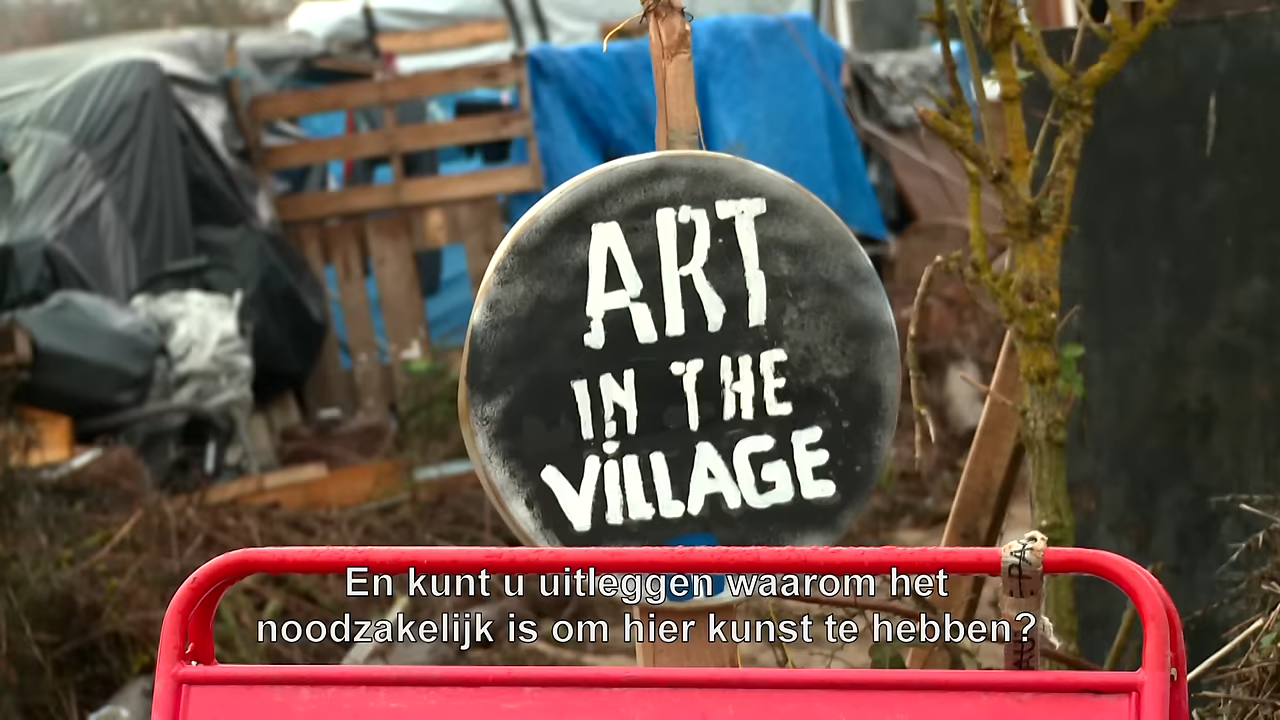 ART
IN THE
VILLAGE
En kunt u uitleggen waarom het
noodzakelijk is om hier kunst te hebben?